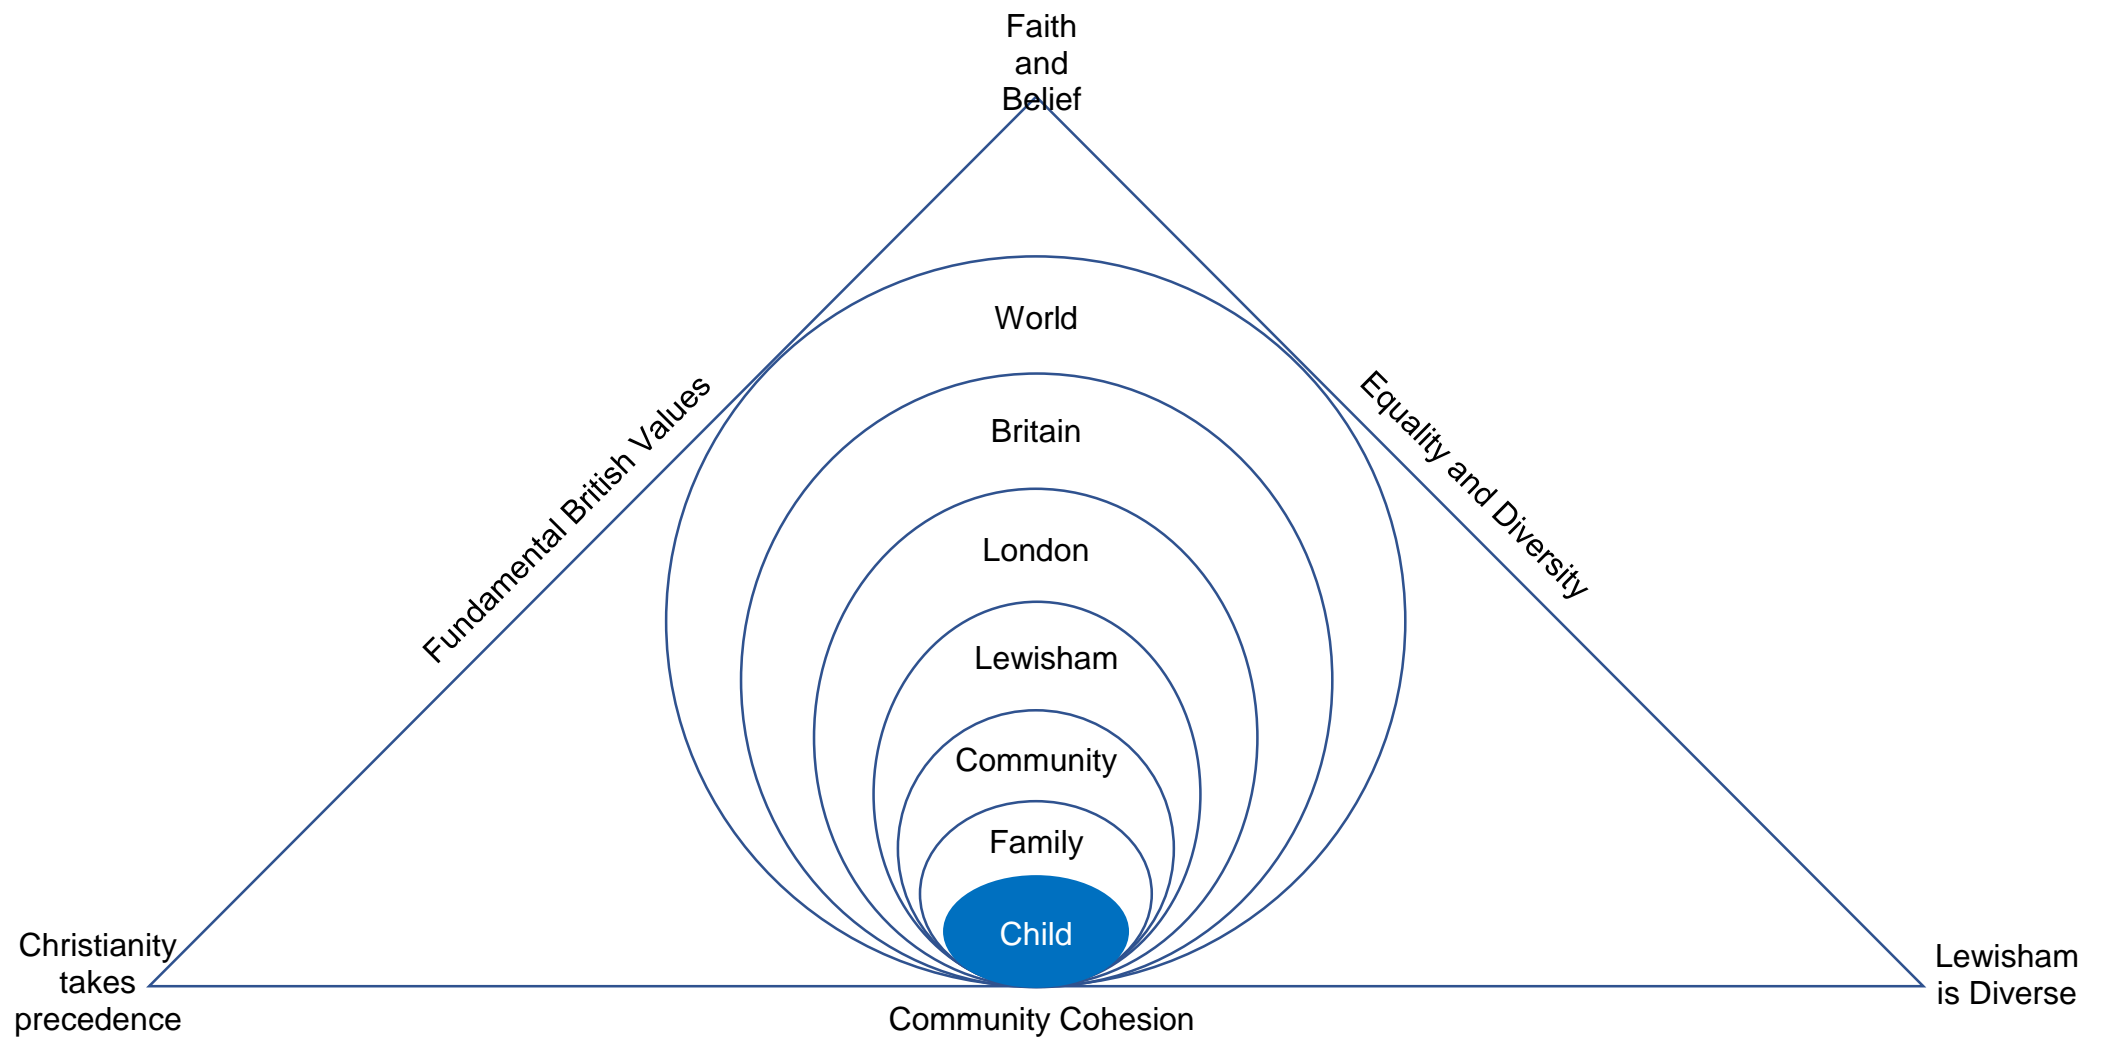 Faith
and
Belief
World
Britain
London
Lewisham
Community
Family
Child
Fundamental British Values
Equality and Diversity
Christianity
takes
precedence
Community Cohesion
Lewisham
is Diverse